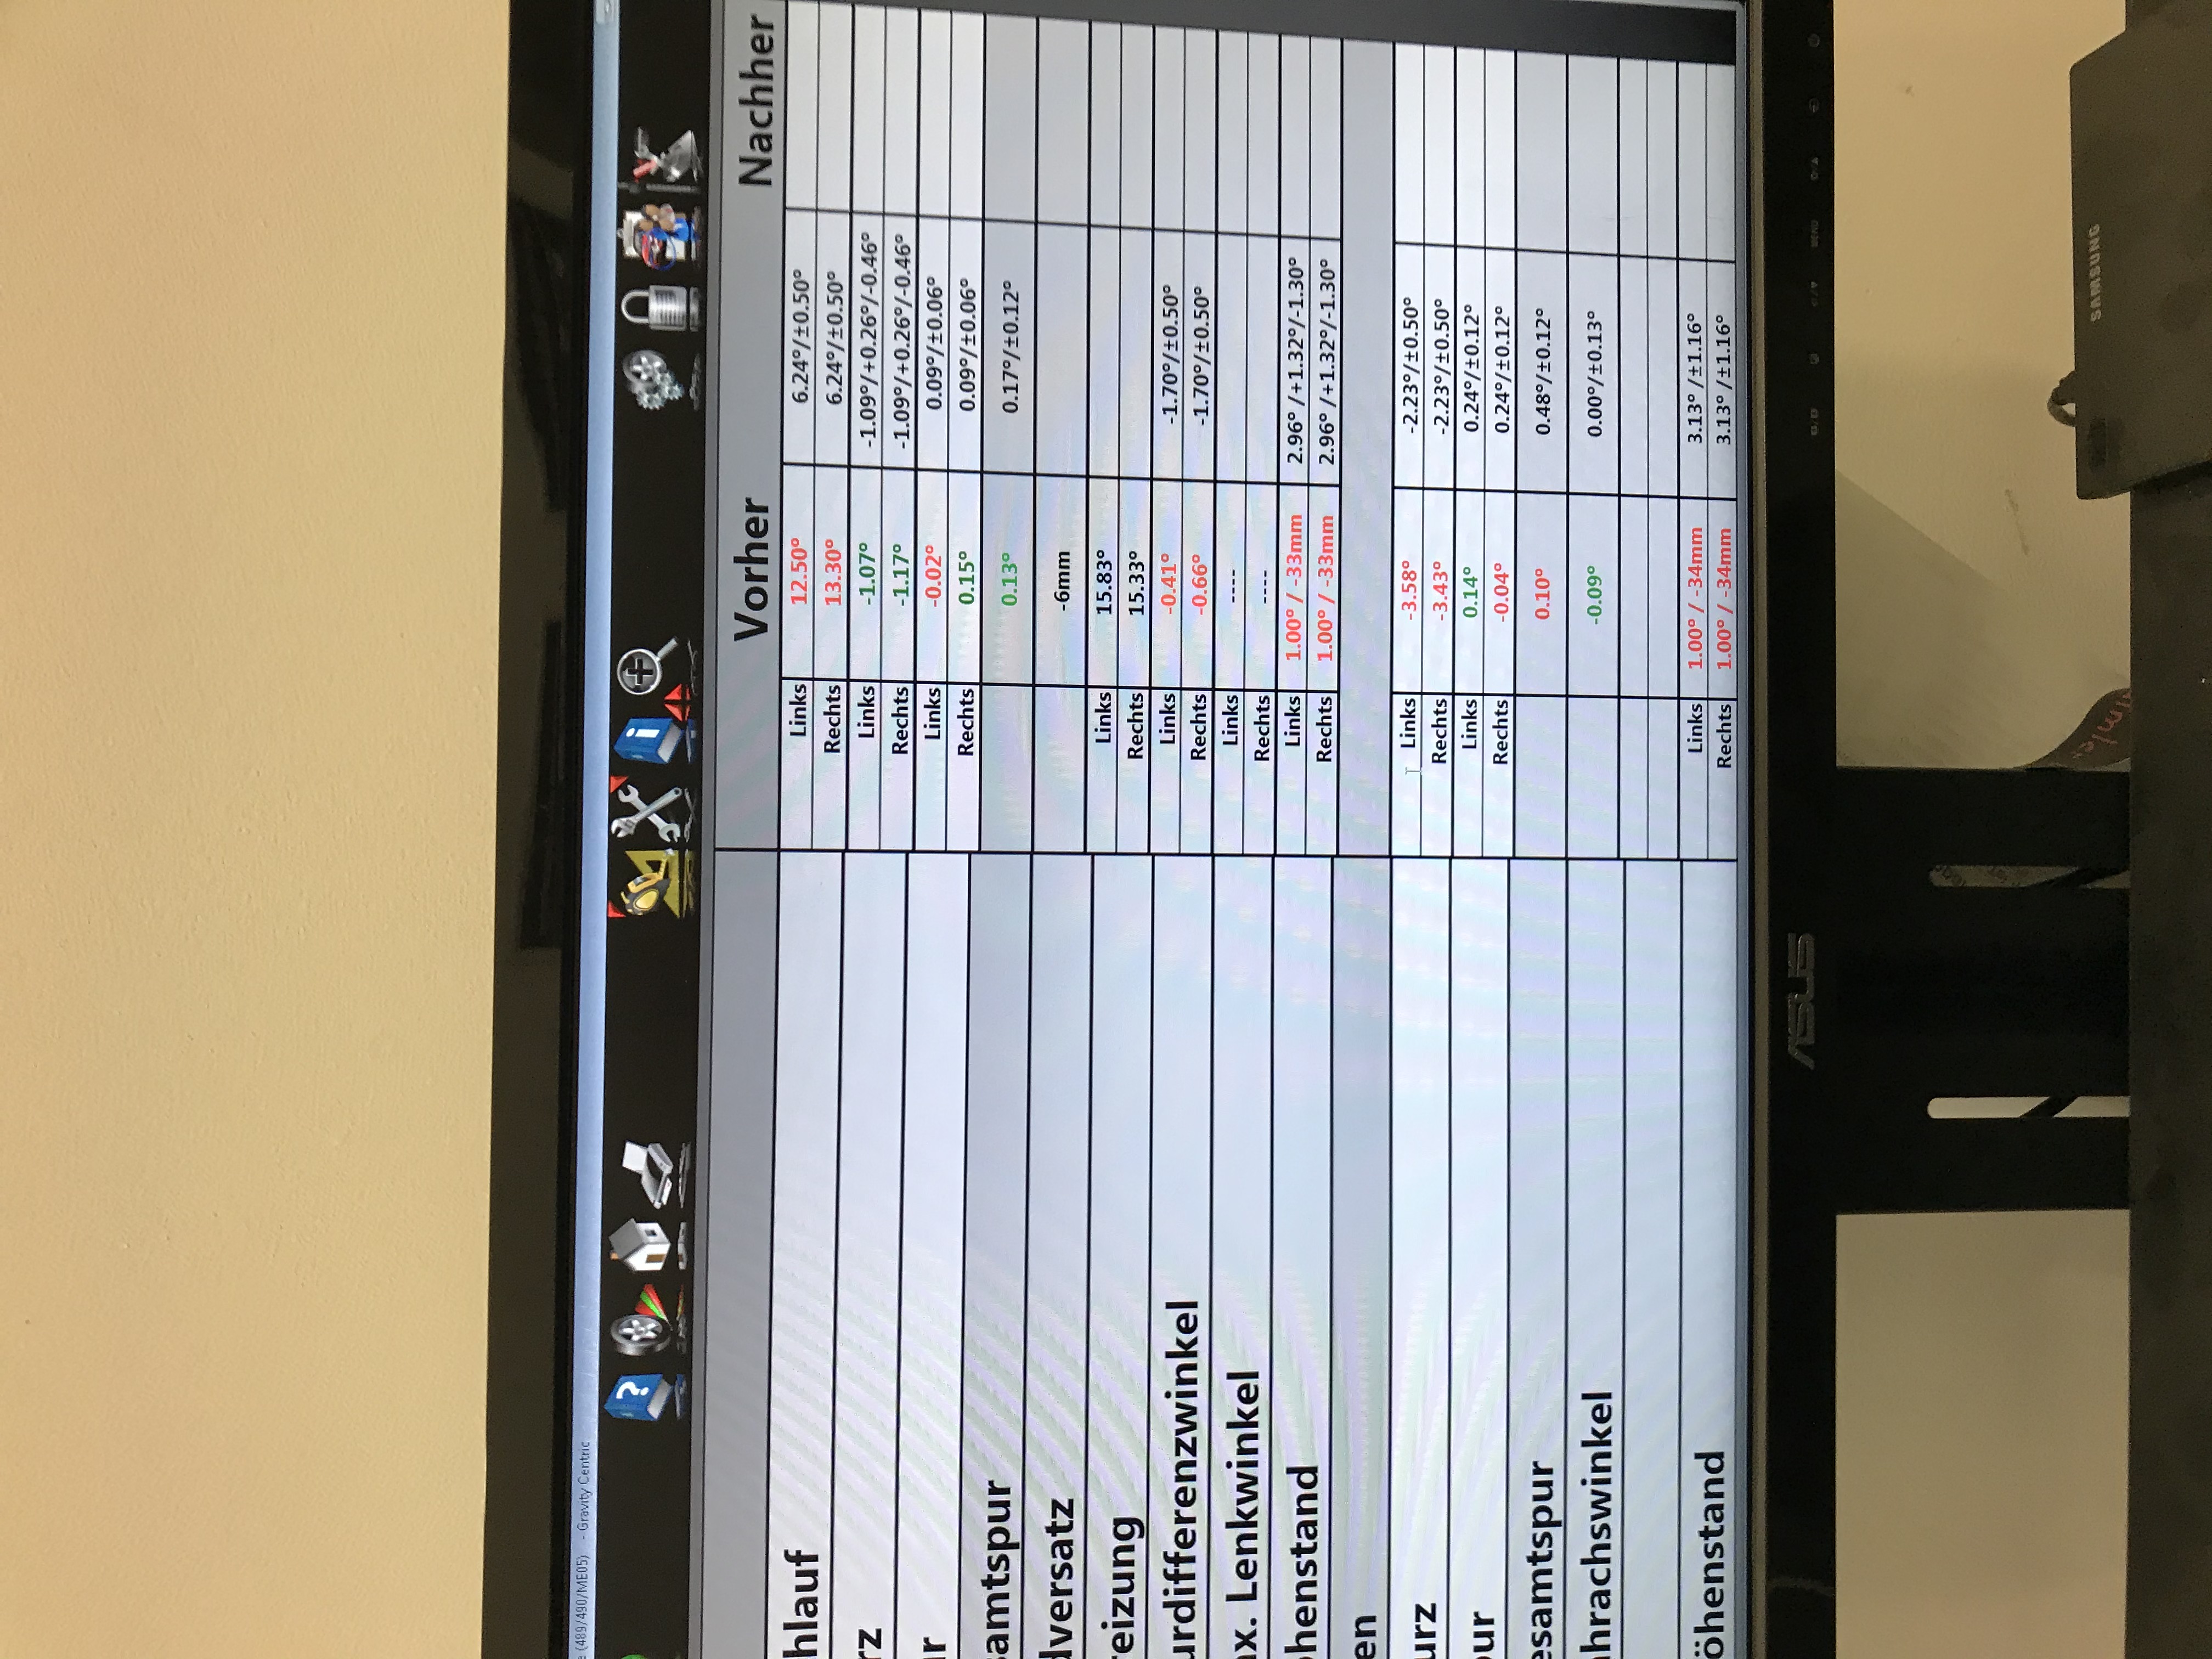 e (489/490/ME05) - Gravity Centric
Vorher Nachher
hlauf Links 12.50° 6.24°/±0.50°
Rechts 13.30° 6.24°/±0.50°
rz Links -1.07° -1.09°/+0.26°/-0.46°
Rechts -1.17° -1.09°/+0.26°/-0.46°
ur Links -0.02° 0.09°/±0.06°
Rechts 0.15° 0.09°/±0.06°
samtspur 0.13° 0.17°/±0.12°
dversatz -6mm
reizung Links 15.83°
Rechts 15.33°
urdifferenzwinkel Links -0.41° -1.70°/±0.50°
Rechts -0.66° -1.70°/±0.50°
ax. Lenkwinkel Links ----
Rechts ----
öhenstand Links 1.00° / -33mm 2.96° /+1.32°/-1.30°
Rechts 1.00° / -33mm 2.96° /+1.32°/-1.30°
en
urz Links -3.58° -2.23°/±0.50°
Rechts -3.43° -2.23°/±0.50°
pur Links 0.14° 0.24°/±0.12°
Rechts -0.04° 0.24°/±0.12°
esamtspur 0.10° 0.48°/±0.12°
ahrachswinkel -0.09° 0.00°/±0.13°
öhenstand Links 1.00° / -34mm 3.13° /±1.16°
Rechts 1.00° / -34mm 3.13° /±1.16°
ASUS
MENU
SAMSUNG